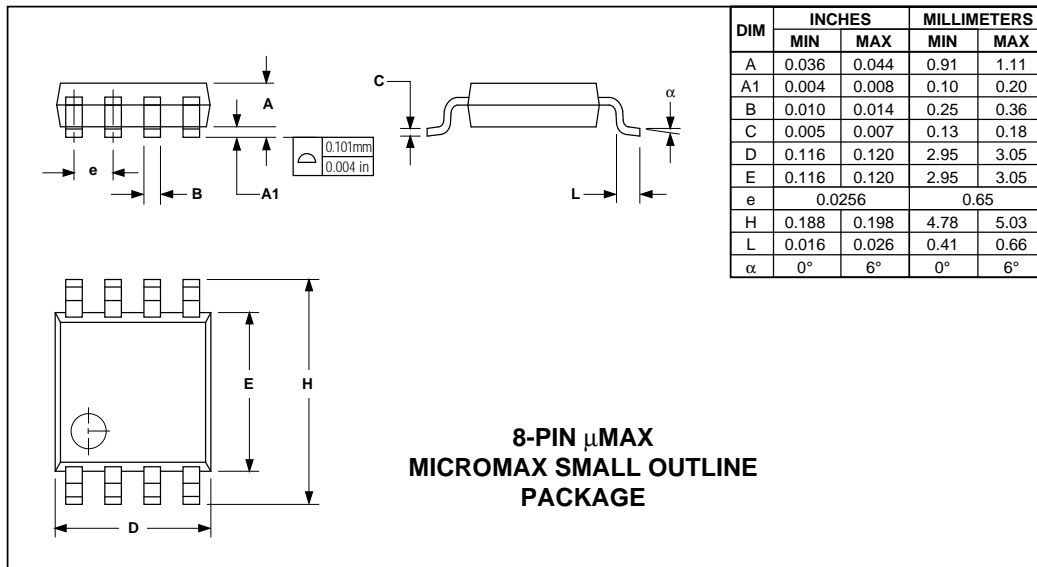 DIM INCHES MILLIMETERS
MIN MAX MIN MAX
A 0.036 0.044 0.91 1.11
A1 0.004 0.008 0.10 0.20
B 0.010 0.014 0.25 0.36
C 0.005 0.007 0.13 0.18
D 0.116 0.120 2.95 3.05
E 0.116 0.120 2.95 3.05
e 0.0256 0.65
H 0.188 0.198 4.78 5.03
L 0.016 0.026 0.41 0.66
α 0° 6° 0° 6°
C
α
A
0.101mm
0.004 in
e
B
A1
L
E
H
D
8-PIN μMAX
MICROMAX SMALL OUTLINE
PACKAGE